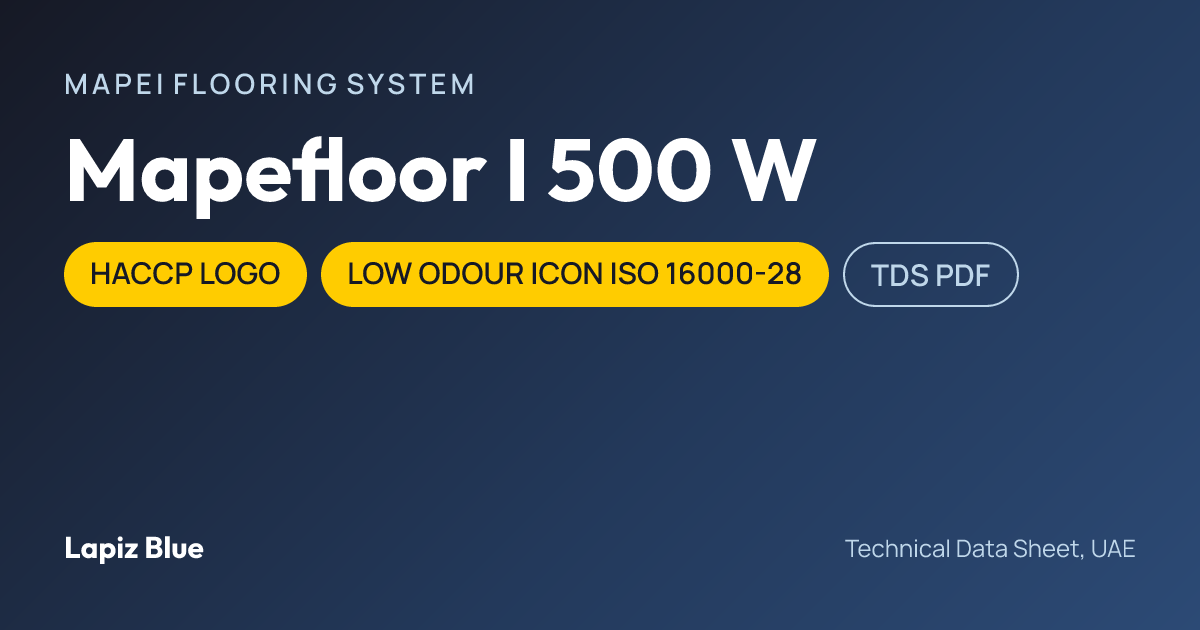 MAPEI FLOORING SYSTEM
Mapefloor I 500 W
HACCP LOGO LOW ODOUR ICON ISO 16000-28 TDS PDF
Lapiz Blue Technical Data Sheet, UAE